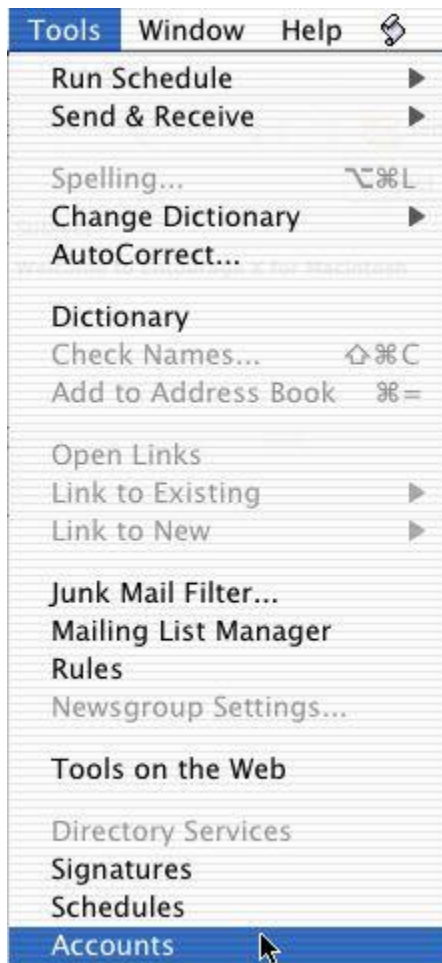 Tools Window Help
Run Schedule
Send & Receive
Spelling... ⌥⌘L
Change Dictionary
AutoCorrect...
Dictionary
Check Names... ⇧⌘C
Add to Address Book ⌘=
Open Links
Link to Existing
Link to New
Junk Mail Filter...
Mailing List Manager
Rules
Newsgroup Settings...
Tools on the Web
Directory Services
Signatures
Schedules
Accounts